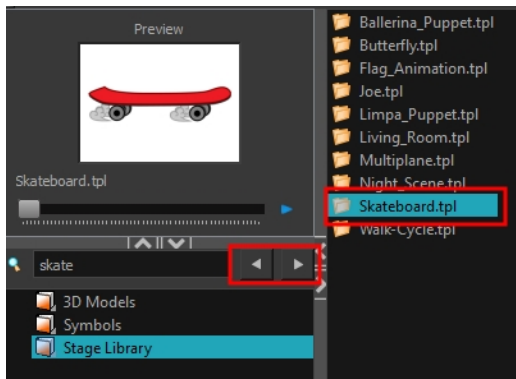 Preview
Skateboard.tpl
skate
3D Models
Symbols
Stage Library
Ballerina_Puppet.tpl
Butterfly.tpl
Flag_Animation.tpl
Joe.tpl
Limpa_Puppet.tpl
Living_Room.tpl
Multiplane.tpl
Night_Scene.tpl
Skateboard.tpl
Walk-Cycle.tpl